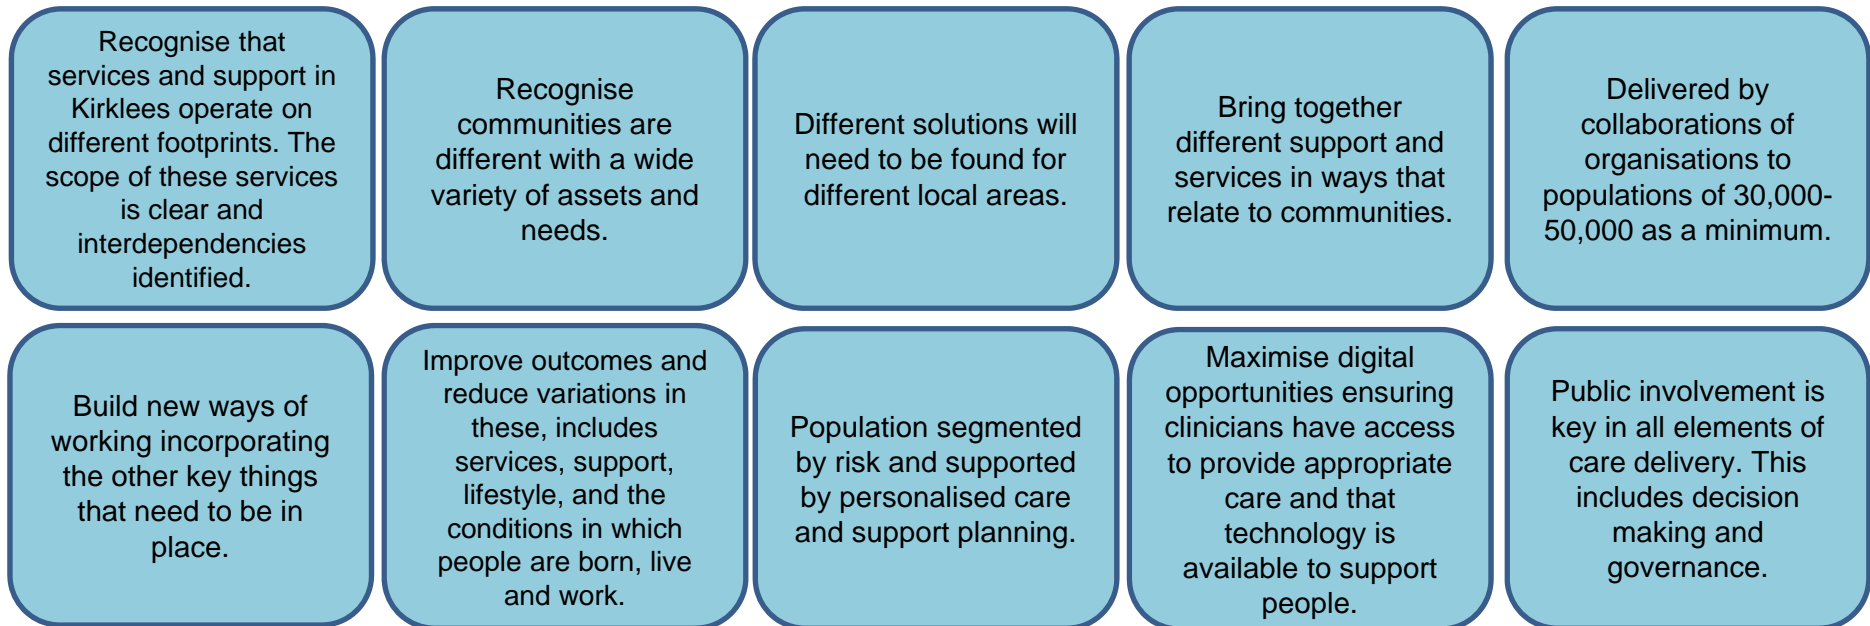 Recognise that
services and support in
Kirklees operate on
different footprints. The
scope of these services
is clear and
interdependencies
identified.
Recognise
communities are
different with a wide
variety of assets and
needs.
Different solutions will
need to be found for
different local areas.
Bring together
different support and
services in ways that
relate to communities.
Delivered by
collaborations of
organisations to
populations of 30,000-
50,000 as a minimum.
Build new ways of
working incorporating
the other key things
that need to be in
place.
Improve outcomes and
reduce variations in
these, includes
services, support,
lifestyle, and the
conditions in which
people are born, live
and work.
Population segmented
by risk and supported
by personalised care
and support planning.
Maximise digital
opportunities ensuring
clinicians have access
to provide appropriate
care and that
technology is
available to support
people.
Public involvement is
key in all elements of
care delivery. This
includes decision
making and
governance.